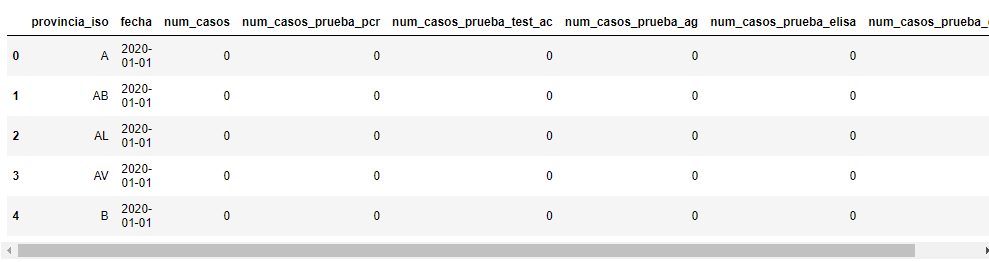 provincia_iso fecha num_casos num_casos_prueba_pcr num_casos_prueba_test_ac num_casos_prueba_ag num_casos_prueba_elisa num_casos_prueba_
0 A 2020-01-01 0 0 0 0 0
1 AB 2020-01-01 0 0 0 0 0
2 AL 2020-01-01 0 0 0 0 0
3 AV 2020-01-01 0 0 0 0 0
4 B 2020-01-01 0 0 0 0 0